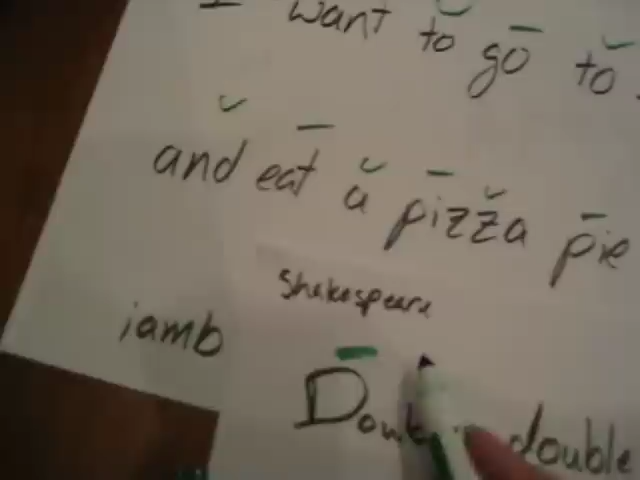 I want to go to
and eat a pizza pie
Shakespeare
iamb
double